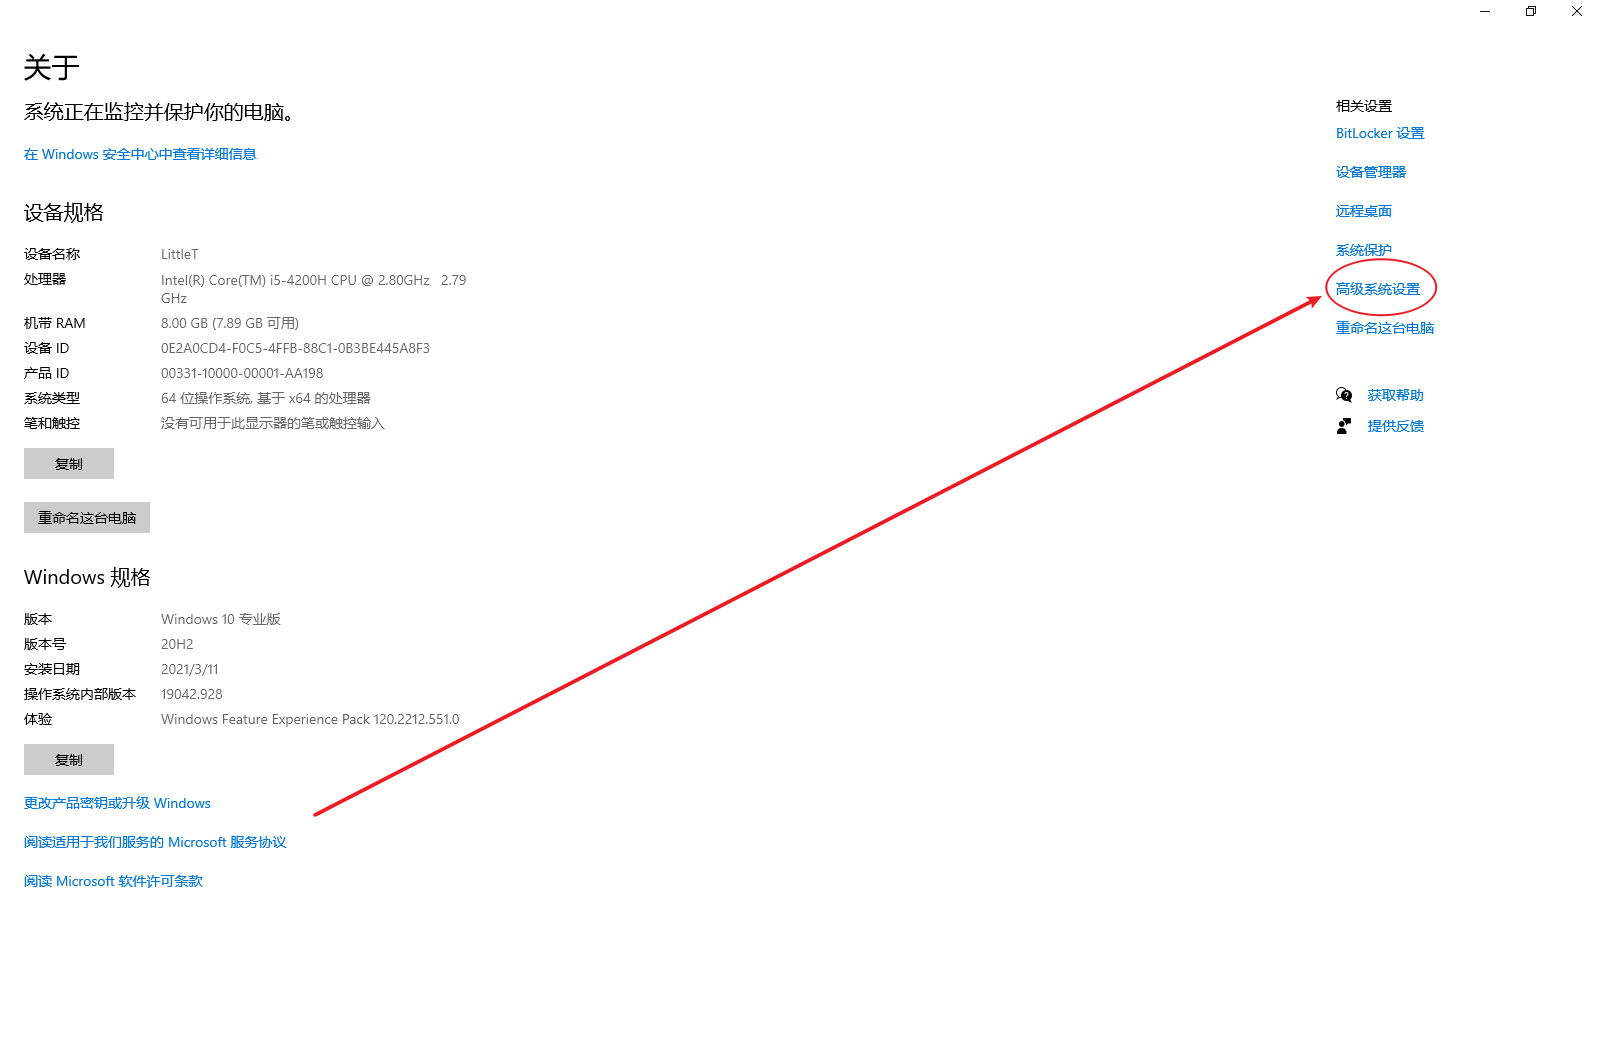 关于
系统正在监控并保护你的电脑。
在 Windows 安全中心中查看详细信息
设备规格
设备名称 LittleT
处理器 Intel(R) Core(TM) i5-4200H CPU @ 2.80GHz 2.79
GHz
机带 RAM 8.00 GB (7.89 GB 可用)
设备 ID 0E2A0CD4-F0C5-4FFB-88C1-0B3BE445A8F3
产品 ID 00331-10000-00001-AA198
系统类型 64 位操作系统, 基于 x64 的处理器
笔和触控 没有可用于此显示器的笔或触控输入
复制
重命名这台电脑
Windows 规格
版本 Windows 10 专业版
版本号 20H2
安装日期 2021/3/11
操作系统内部版本 19042.928
体验 Windows Feature Experience Pack 120.2212.551.0
复制
更改产品密钥或升级 Windows
阅读适用于我们服务的 Microsoft 服务协议
阅读 Microsoft 软件许可条款
相关设置
BitLocker 设置
设备管理器
远程桌面
系统保护
高级系统设置
重命名这台电脑
获取帮助
提供反馈